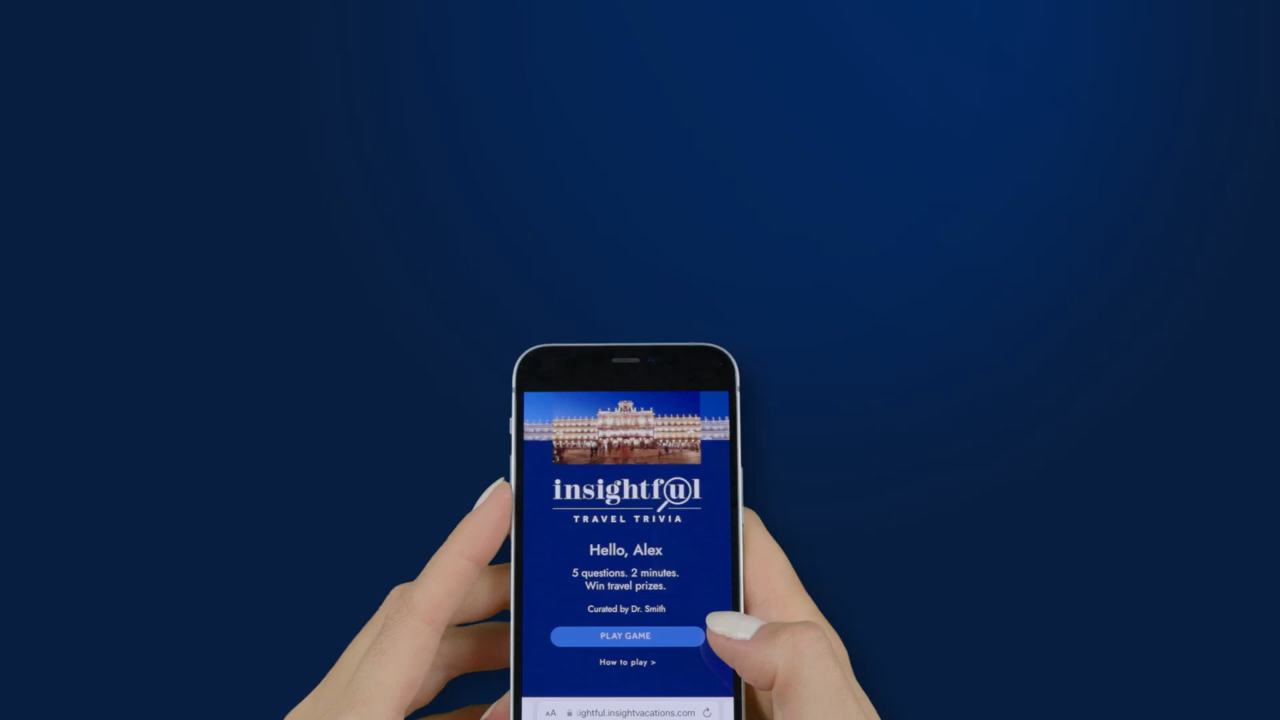 insightful
TRAVEL TRIVIA
Hello, Alex
5 questions. 2 minutes.
Win travel prizes.
Curated by Dr. Smith
PLAY GAME
How to play >
AA
ightful.insightvacations.com